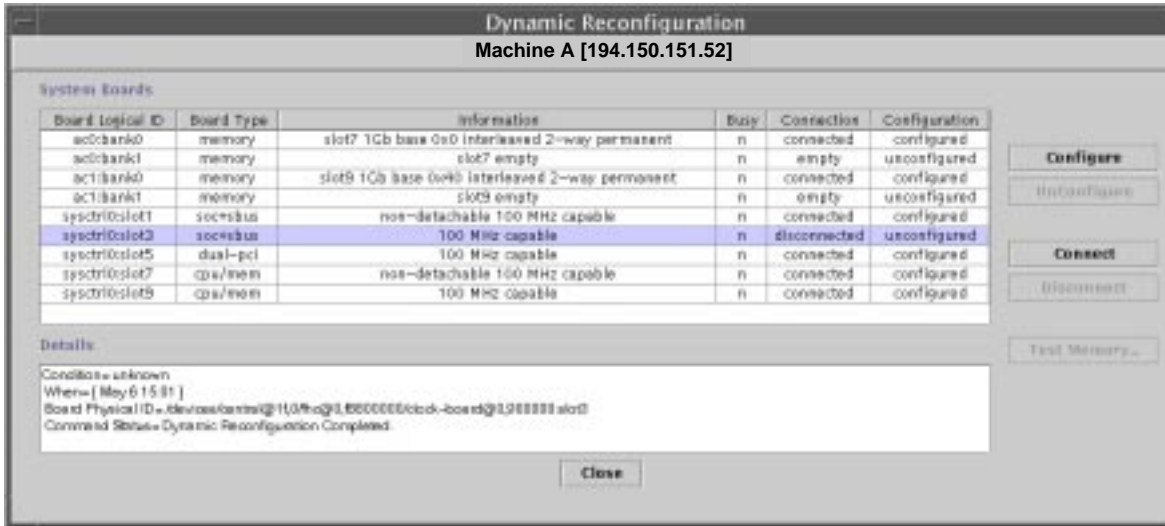 Dynamic Reconfiguration
Machine A [194.150.151.52]
System Boards
Board Logical ID Board Type Information Busy Connection Configuration
ac0:bank0 memory slot7 1Gb base 0x0 interleaved 2-way permanent n connected configured
ac0:bank1 memory slot7 empty n empty unconfigured
ac1:bank0 memory slot9 1Gb base 0x40 interleaved 2-way permanent n connected configured
ac1:bank1 memory slot9 empty n empty unconfigured
sysctrl0:slot1 soc+sbus non-detachable 100 MHz capable n connected configured
sysctrl0:slot3 soc+sbus 100 MHz capable n disconnected unconfigured
sysctrl0:slot5 dual-pci 100 MHz capable n connected configured
sysctrl0:slot7 cpu/mem non-detachable 100 MHz capable n connected configured
sysctrl0:slot9 cpu/mem 100 MHz capable n connected configured
Configure
Unconfigure
Connect
Disconnect
Test Memory...
Details
Condition= unknown
When= [ May 6 15:01 ]
Board Physical ID=
Command Status= Dynamic Reconfiguration Completed.
Close